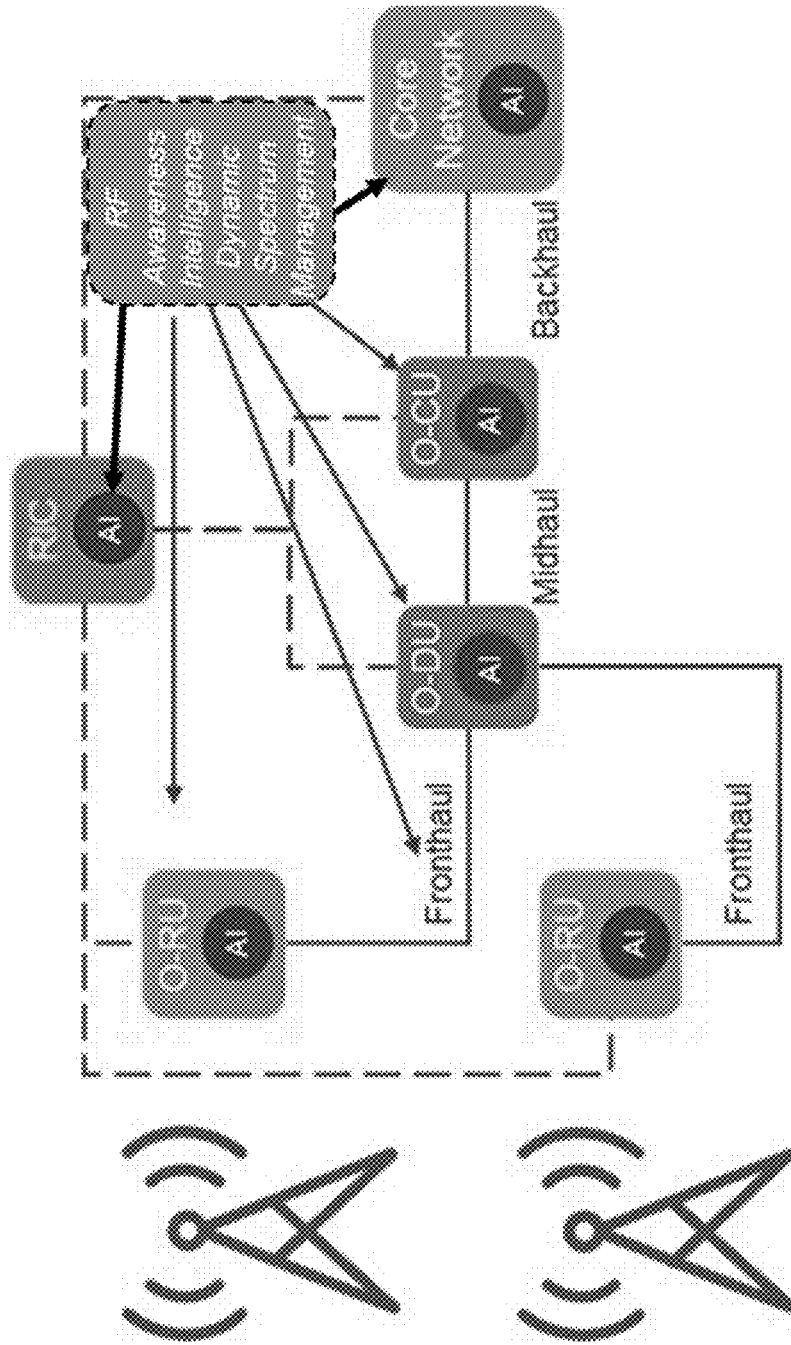 RIC
AI
RF
Awareness
Intelligence
Dynamic
Spectrum
Management
O-RU
AI
Fronthaul
O-DU
AI
Midhaul
O-CU
AI
Backhaul
Core
Network
AI
O-RU
AI
Fronthaul